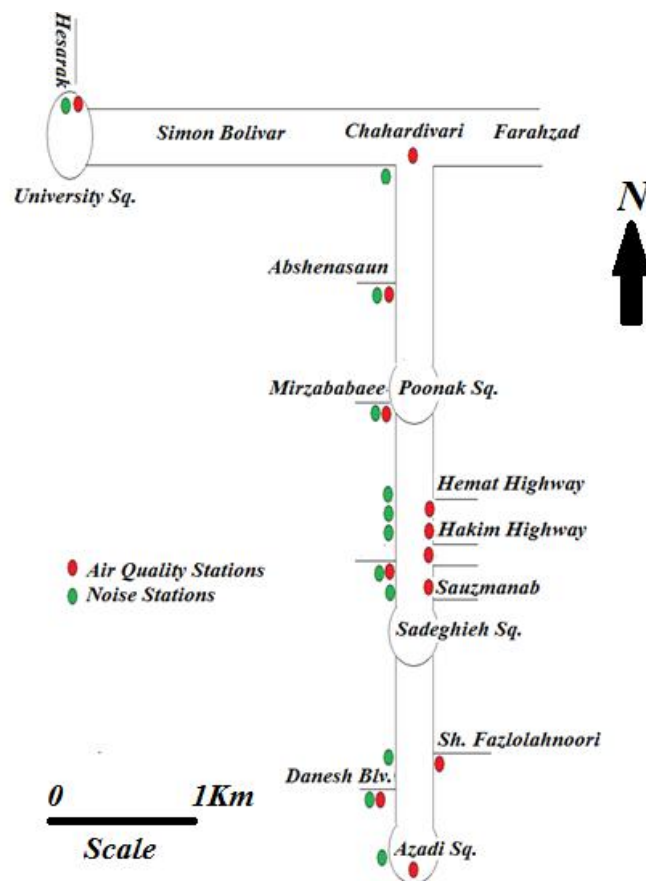 Hesarak
Simon Bolivar
Chahardivari
Farahzad
University Sq.
N
Abshenasaun
Mirzababaee
Poonak Sq.
Hemat Highway
Hakim Highway
Air Quality Stations
Noise Stations
Sauzmanab
Sadeghieh Sq.
Sh. Fazlolahnoori
Danesh Blv.
0 1Km
Scale
Azadi Sq.